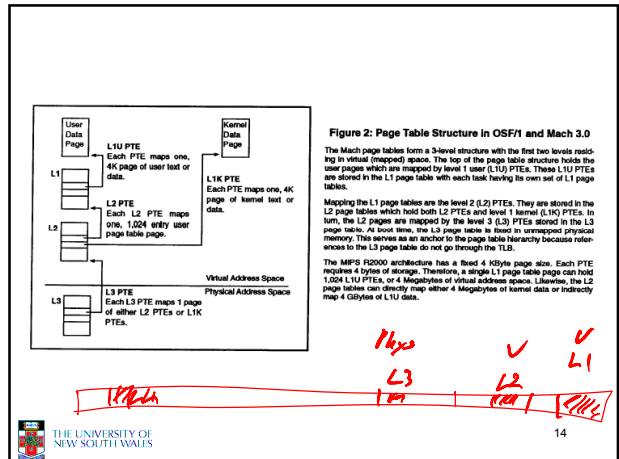 User
Data
Page
Kernel
Data
Page
L1U PTE
Each PTE maps one,
4K page of user text or
data.
L1
L1K PTE
Each PTE maps one, 4K
page of kernel text or
data.
L2 PTE
Each L2 PTE maps
one, 1,024 entry user
page table page.
L2
Virtual Address Space
Physical Address Space
L3
L3 PTE
Each L3 PTE maps 1 page
of either L2 PTEs or L1K
PTEs.
Figure 2: Page Table Structure in OSF/1 and Mach 3.0
The Mach page tables form a 3-level structure with the first two levels resid-
ing in virtual (mapped) space. The top of the page table structure holds the
user pages which are mapped by level 1 user (L1U) PTEs. These L1U PTEs
are stored in the L1 page table with each task having its own set of L1 page
tables.
Mapping the L1 page tables are the level 2 (L2) PTEs. They are stored in the
L2 page tables which hold both L2 PTEs and level 1 kernel (L1K) PTEs. In
turn, the L2 pages are mapped by the level 3 (L3) PTEs stored in the L3
page table. At boot time, the L3 page table is fixed in unmapped physical
memory. This serves as an anchor to the page table hierarchy because refer-
ences to the L3 page table do not go through the TLB.
The MIPS R2000 architecture has a fixed 4 KByte page size. Each PTE
requires 4 bytes of storage. Therefore, a single L1 page table page can hold
1,024 L1U PTEs, or 4 Megabytes of virtual address space. Likewise, the L2
page tables can directly map either 4 Megabytes of kernel data or indirectly
map 4 GBytes of L1U data.
V V
L3 L2 L1
THE UNIVERSITY OF
NEW SOUTH WALES
14